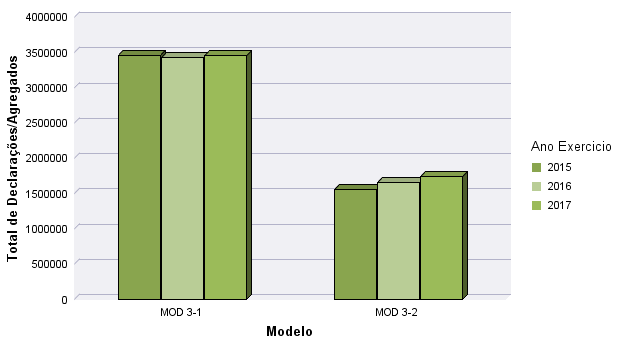 Total de Declarações/Agregados
4000000
3500000
3000000
2500000
2000000
1500000
1000000
500000
0
MOD 3-1
MOD 3-2
Modelo
Ano Exercicio
2015
2016
2017